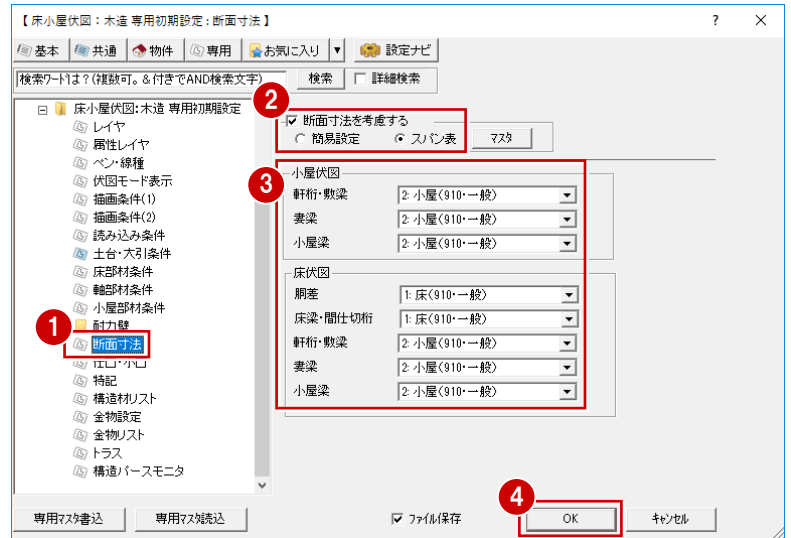 【 床小屋伏図：木造 専用初期設定：断面寸法 】 ? ×
基本 共通 物件 専用 お気に入り ▼ 設定ナビ
検索ワードは？(複数可。&付きでAND検索文字) 検索 詳細検索
床小屋伏図:木造 専用初期設定
レイヤ
属性レイヤ
ペン・線種
伏図モード表示
描画条件(1)
描画条件(2)
読み込み条件
土台・大引条件
床部材条件
軸部材条件
小屋部材条件
耐力壁
1
断面寸法
仕口・小口
特記
構造材リスト
金物設定
金物リスト
トラス
構造パースモニタ
2
断面寸法を考慮する
簡易設定 スパン表 マスタ
3
小屋伏図
軒桁・敷梁 2: 小屋(910・一般)
妻梁 2: 小屋(910・一般)
小屋梁 2: 小屋(910・一般)
床伏図
胴差 1: 床(910・一般)
床梁・間仕切桁 1: 床(910・一般)
軒桁・敷梁 2: 小屋(910・一般)
妻梁 2: 小屋(910・一般)
小屋梁 2: 小屋(910・一般)
4
専用マスタ書込 専用マスタ読込 ファイル保存 OK キャンセル